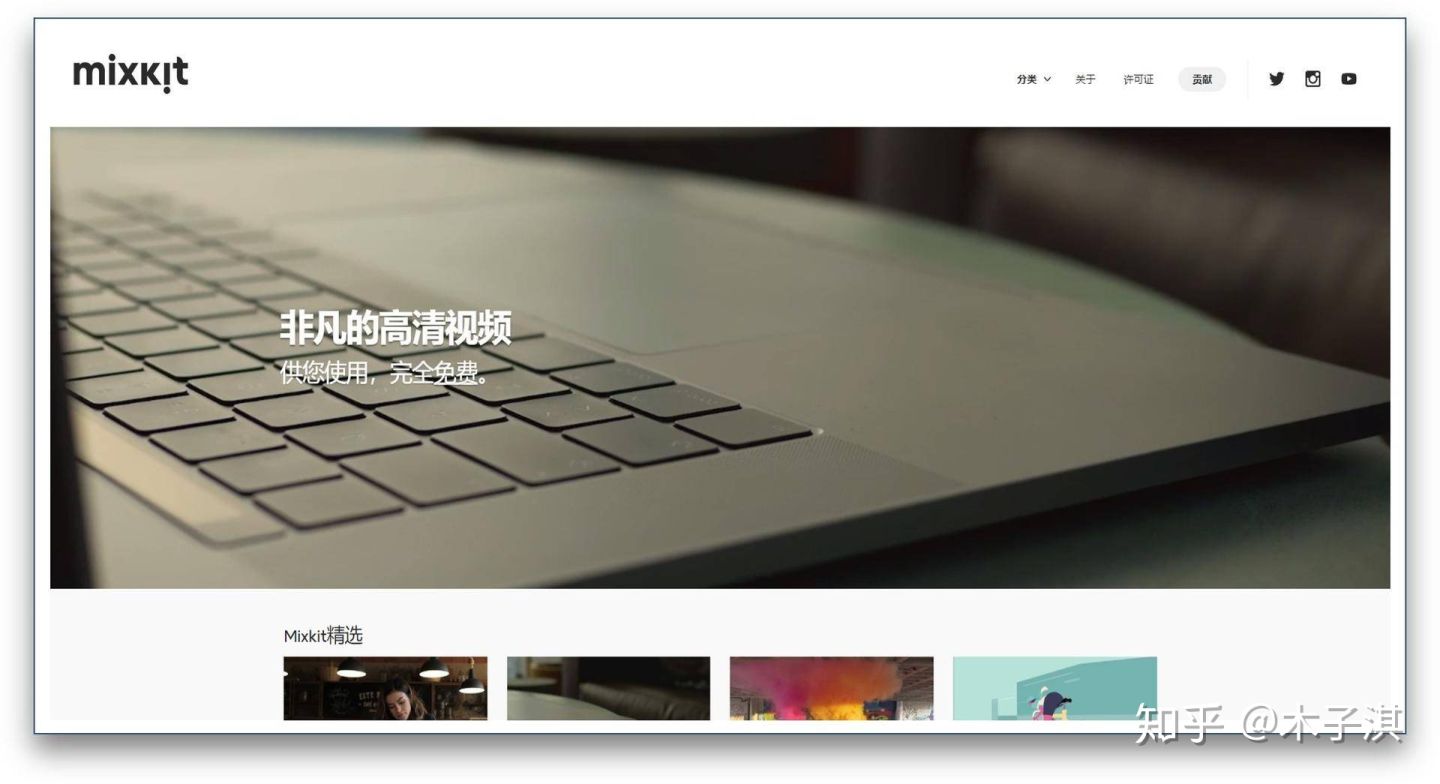 mixkit
分类
关于
许可证
贡献
非凡的高清视频
供您使用，完全免费。
Mixkit精选
知乎 @木子淇